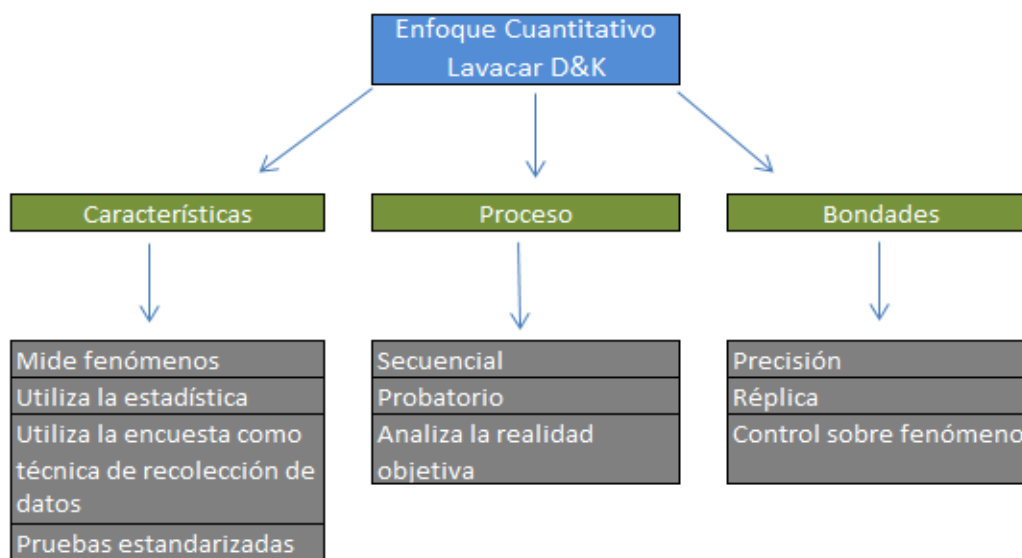 Enfoque Cuantitativo
Lavacar D&K
Características
Proceso
Bondades
Mide fenómenos
Utiliza la estadística
Utiliza la encuesta como
técnica de recolección de
datos
Pruebas estandarizadas
Secuencial
Probatorio
Analiza la realidad
objetiva
Precisión
Réplica
Control sobre fenómeno